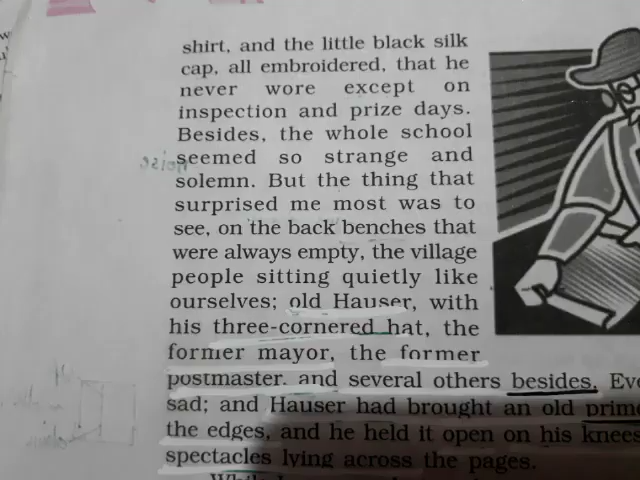 shirt, and the little black silk
cap, all embroidered, that he
never wore except on
inspection and prize days.
Besides, the whole school
seemed so strange and
solemn. But the thing that
surprised me most was to
see, on the back benches that
were always empty, the village
people sitting quietly like
ourselves; old Hauser, with
his three-cornered hat, the
former mayor, the former
postmaster, and several others besides. Eve
sad; and Hauser had brought an old prime
the edges, and he held it open on his knees
spectacles lying across the pages.